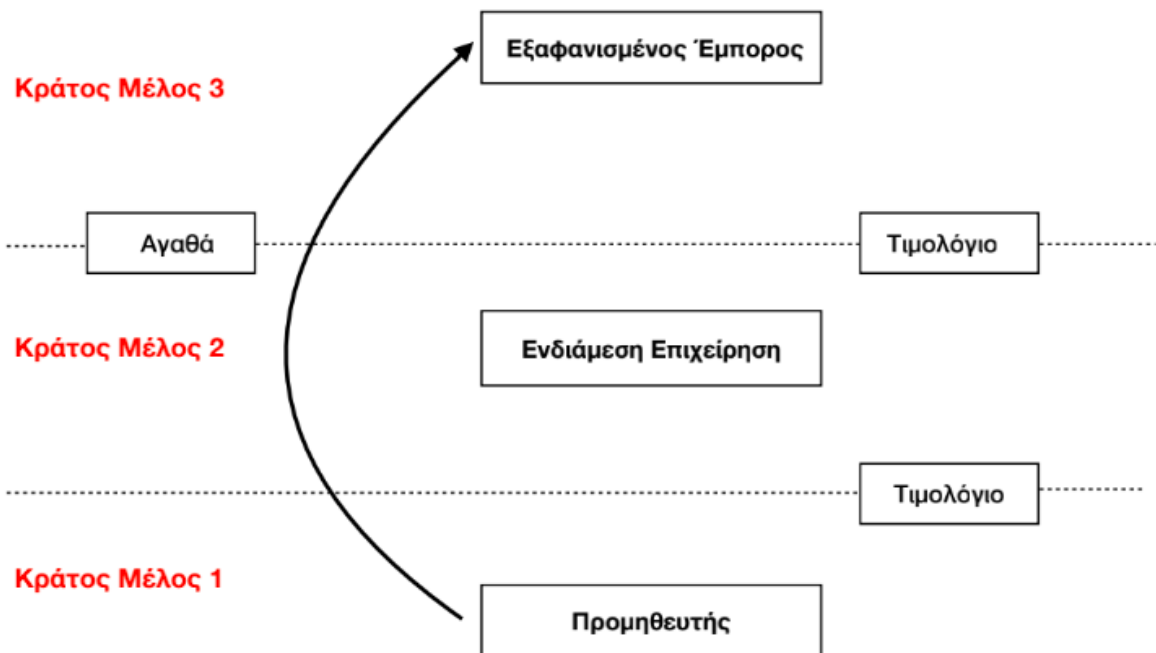 Εξαφανισμένος Έμπορος
Κράτος Μέλος 3
Αγαθά
Τιμολόγιο
Κράτος Μέλος 2
Ενδιάμεση Επιχείρηση
Τιμολόγιο
Κράτος Μέλος 1
Προμηθευτής